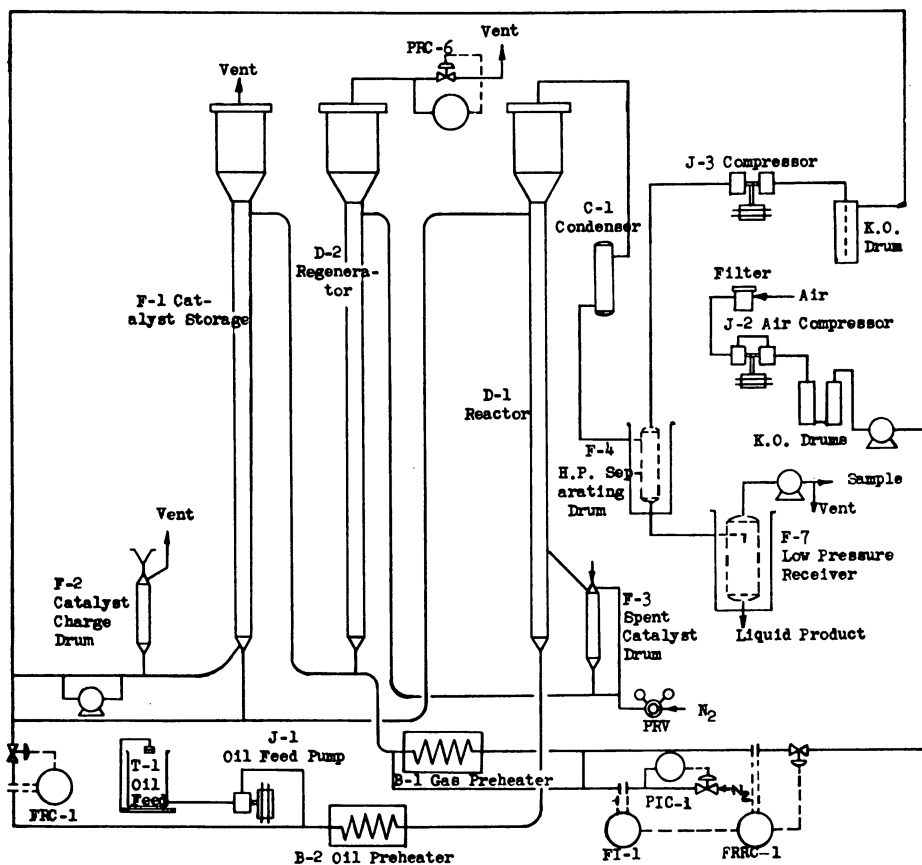 PRC-6
Vent
Vent
J-3 Compressor
C-1
Condenser
K.O.
Drum
D-2
Regenera-
tor
Filter
Air
F-1 Cat-
alyst Storage
J-2 Air Compressor
D-1
Reactor
K.O. Drums
F-4
H.P. Sep
arating
Drum
Sample
Vent
Vent
F-7
Low Pressure
Receiver
F-2
Catalyst
Charge
Drum
F-3
Spent
Catalyst
Drum
Liquid Product
N2
PRV
J-1
Oil Feed Pump
T-1
Oil
Feed
B-1 Gas Preheater
PIC-1
N2
FRC-1
B-2 Oil Preheater
FI-1
FRRC-1